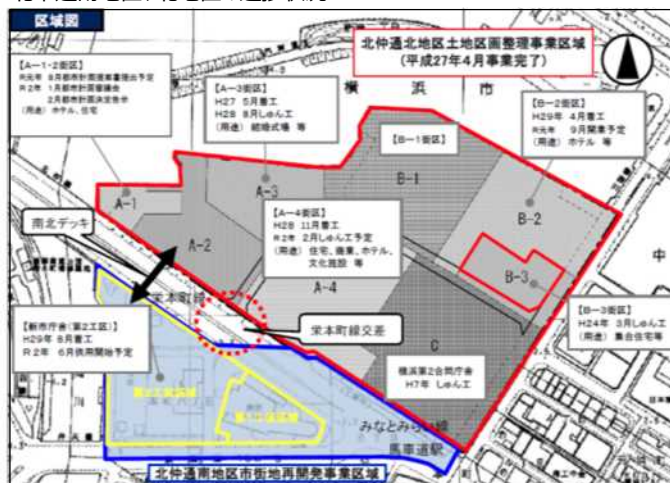 区域図
北仲通北地区土地区画整理事業区域
(平成27年4月事業完了)
横浜市
【A-1・2街区】
R元年 8月都市計画提案書提出予定
R2年 1月都市計画審議会
2月都市計画決定告示
(用途) ホテル、住宅
【A-3街区】
H27 5月着工
H28 8月しゅん工
(用途) 結婚式場 等
【B-1街区】
【B-2街区】
H29年 4月着工
R元年 9月開業予定
(用途) ホテル 等
A-1
A-2
A-3
B-1
B-2
B-3
【A-4街区】
H28 11月着工
R2年 2月しゅん工予定
(用途) 住宅、商業、ホテル、
文化施設 等
A-4
C
中
南北デッキ
栄本町線
栄本町線交差
【B-3街区】
H24年 3月しゅん工
(用途) 集合住宅等
【新市庁舎(第2工区)】
H29年 8月着工
R2年 6月供用開始予定
横浜第2合同庁舎
H7年 しゅん工
第2工区区域
第1工区区域
みなとみらい線
馬車道駅
北仲通南地区市街地再開発事業区域